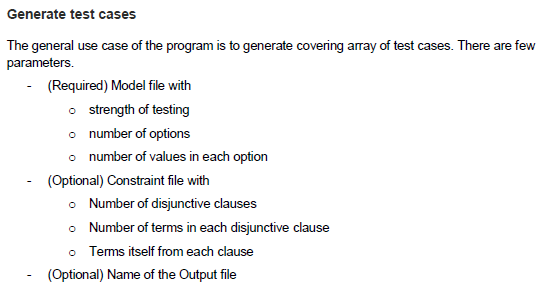 Generate test cases
The general use case of the program is to generate covering array of test cases. There are few
parameters.
- (Required) Model file with
o strength of testing
o number of options
o number of values in each option
- (Optional) Constraint file with
o Number of disjunctive clauses
o Number of terms in each disjunctive clause
o Terms itself from each clause
- (Optional) Name of the Output file